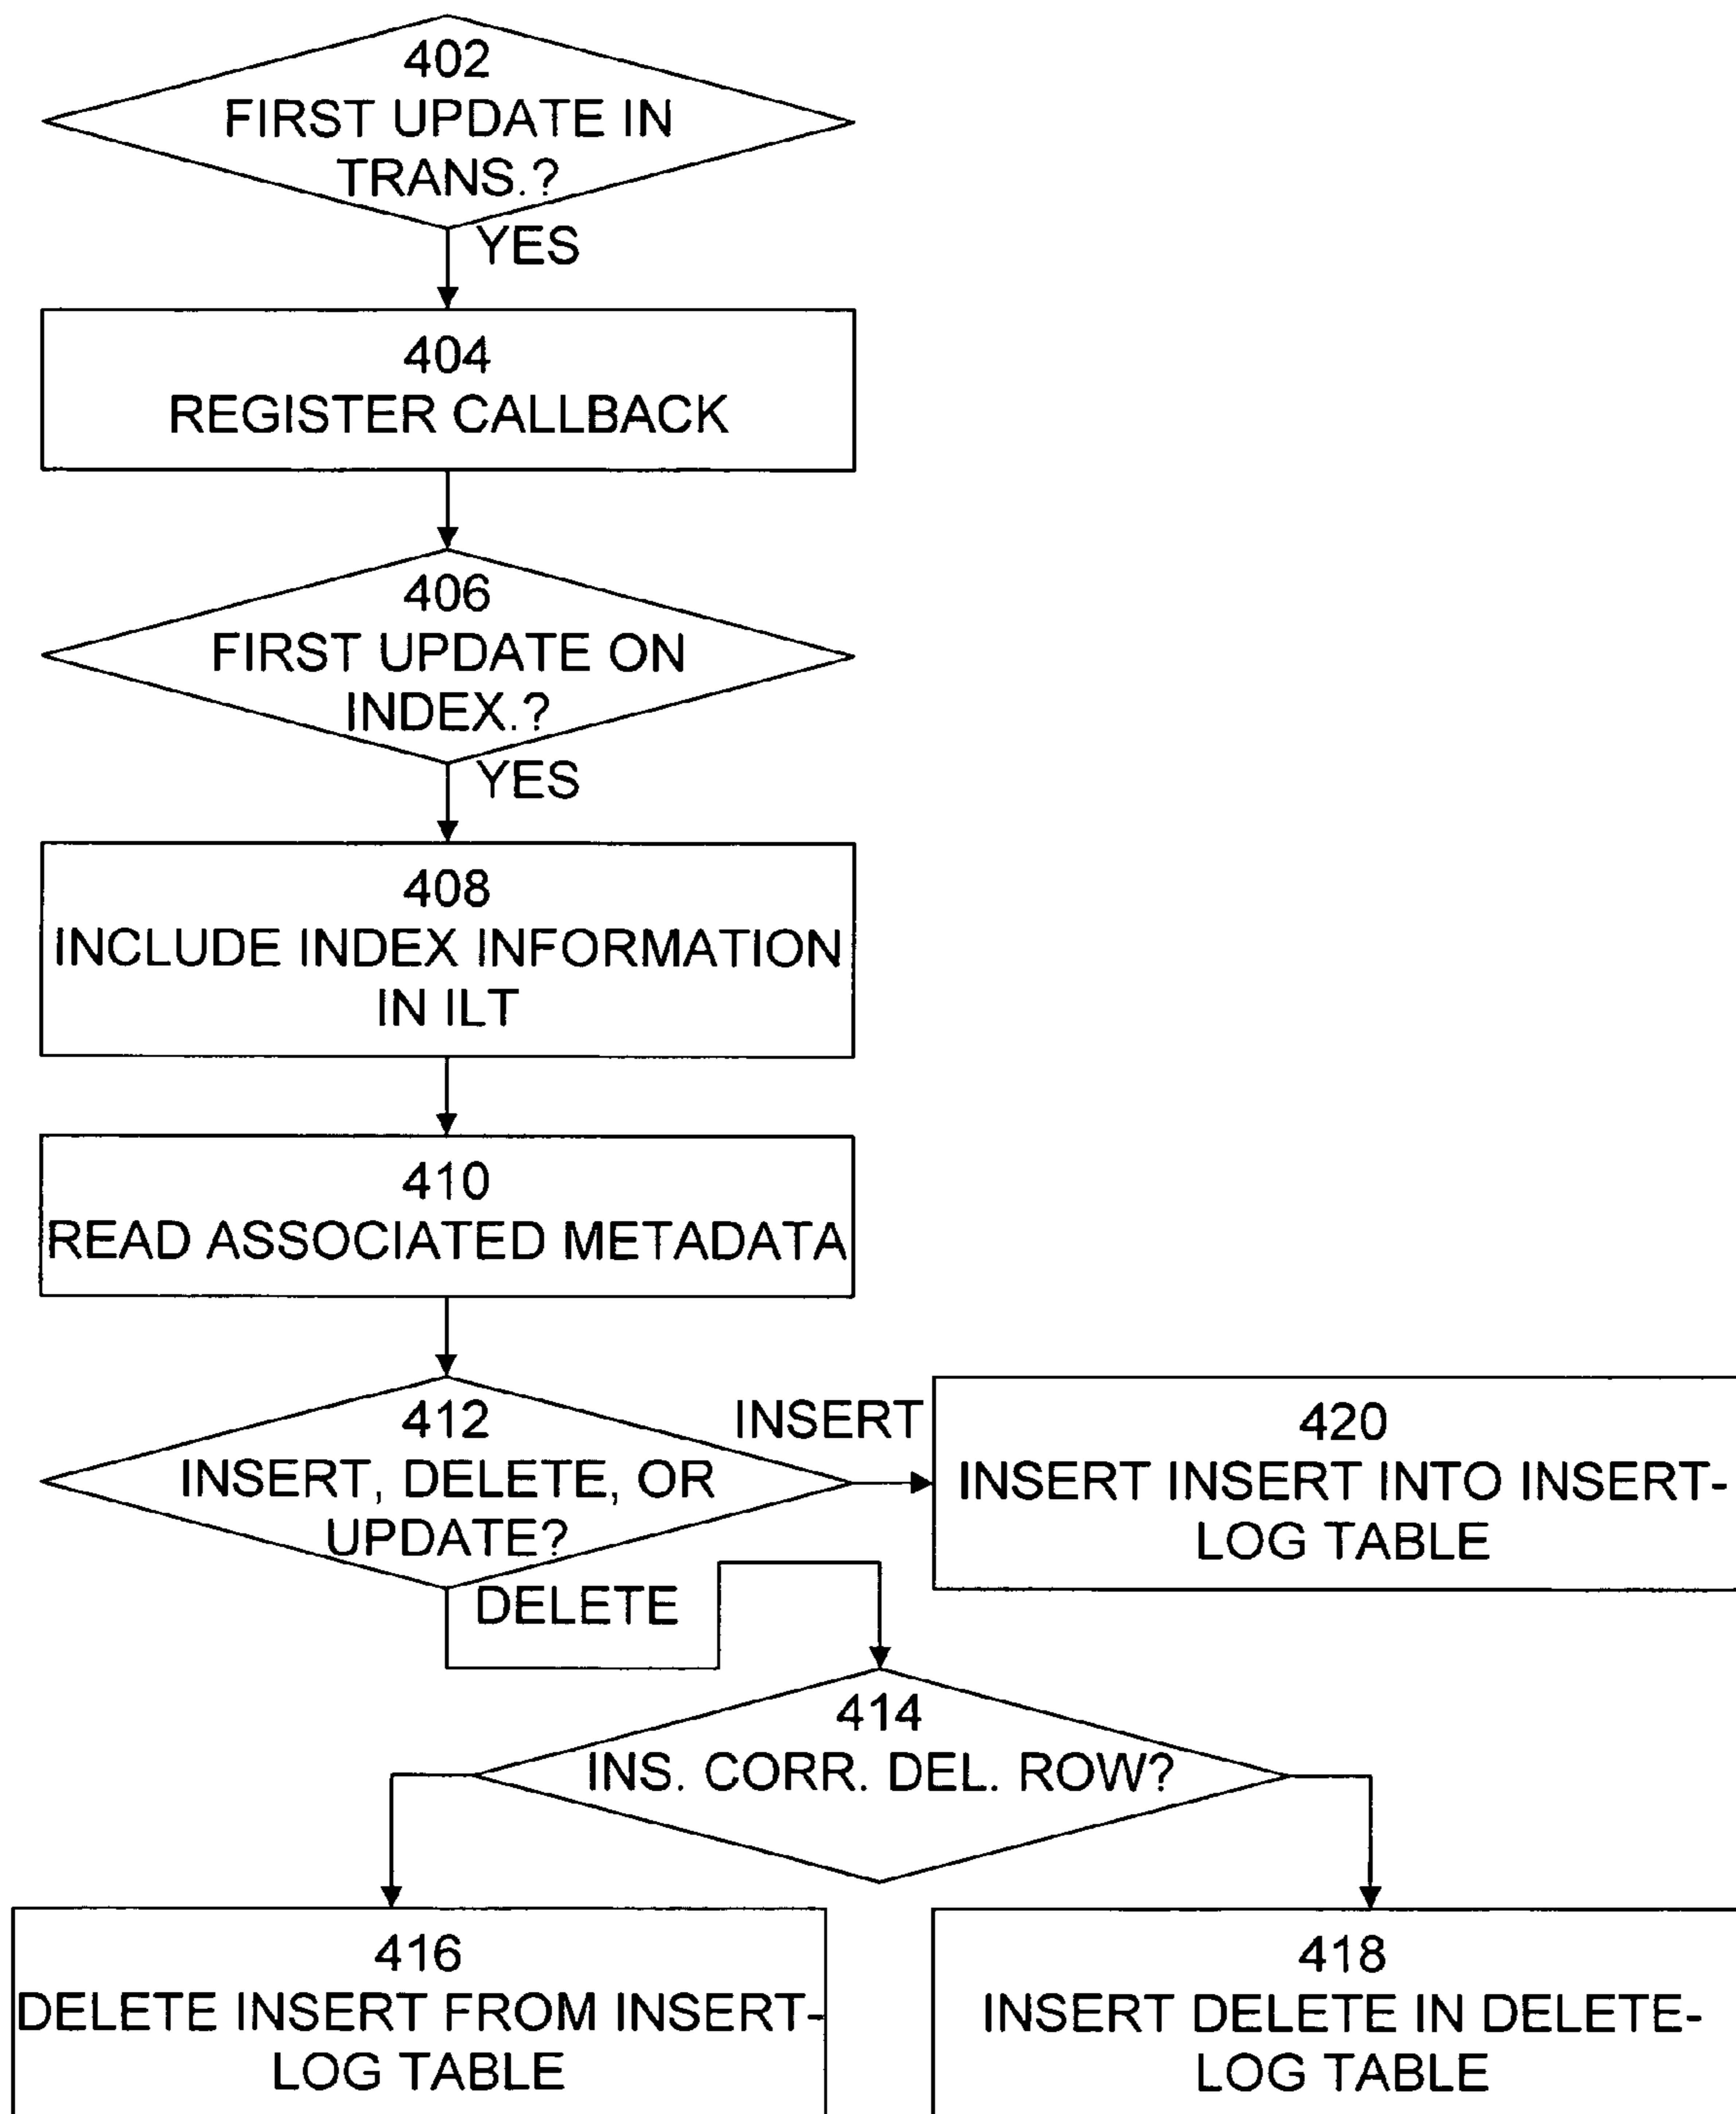 402
FIRST UPDATE IN
TRANS.?
YES
404
REGISTER CALLBACK
406
FIRST UPDATE ON
INDEX.?
YES
408
INCLUDE INDEX INFORMATION
IN ILT
410
READ ASSOCIATED METADATA
412
INSERT, DELETE, OR
UPDATE?
INSERT
420
INSERT INSERT INTO INSERT-
LOG TABLE
DELETE
414
INS. CORR. DEL. ROW?
416
DELETE INSERT FROM INSERT-
LOG TABLE
418
INSERT DELETE IN DELETE-
LOG TABLE